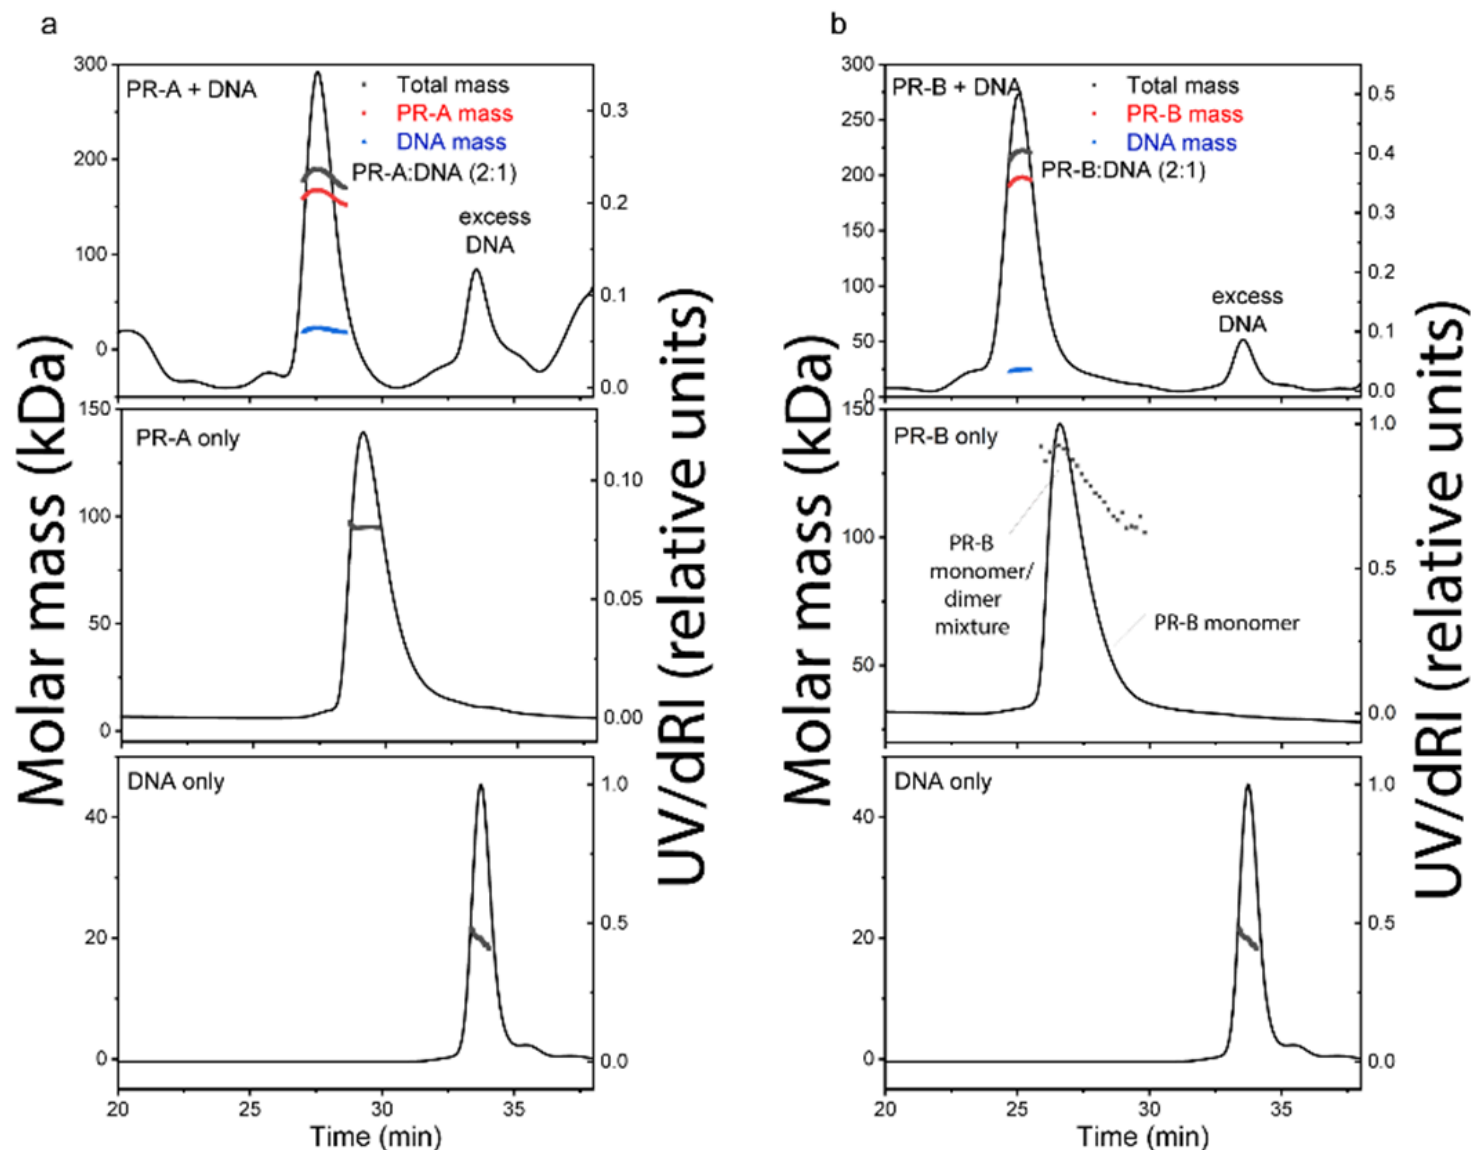 a
PR-A + DNA
Total mass
PR-A mass
DNA mass
PR-A:DNA (2:1)
excess
DNA
300
200
100
0
0.3
0.2
0.1
0.0
PR-A only
150
100
50
0
0.10
0.05
0.00
DNA only
40
20
0
1.0
0.5
0.0
20
25
30
35
Time (min)
Molar mass (kDa)
UV/dRI (relative units)
b
PR-B + DNA
Total mass
PR-B mass
DNA mass
PR-B:DNA (2:1)
excess
DNA
300
250
200
150
100
50
0
0.5
0.4
0.3
0.2
0.1
0.0
PR-B only
PR-B
monomer/
dimer
mixture
PR-B monomer
150
100
50
1.0
0.5
0.0
DNA only
40
20
0
1.0
0.5
0.0
20
25
30
35
Time (min)
Molar mass (kDa)
UV/dRI (relative units)